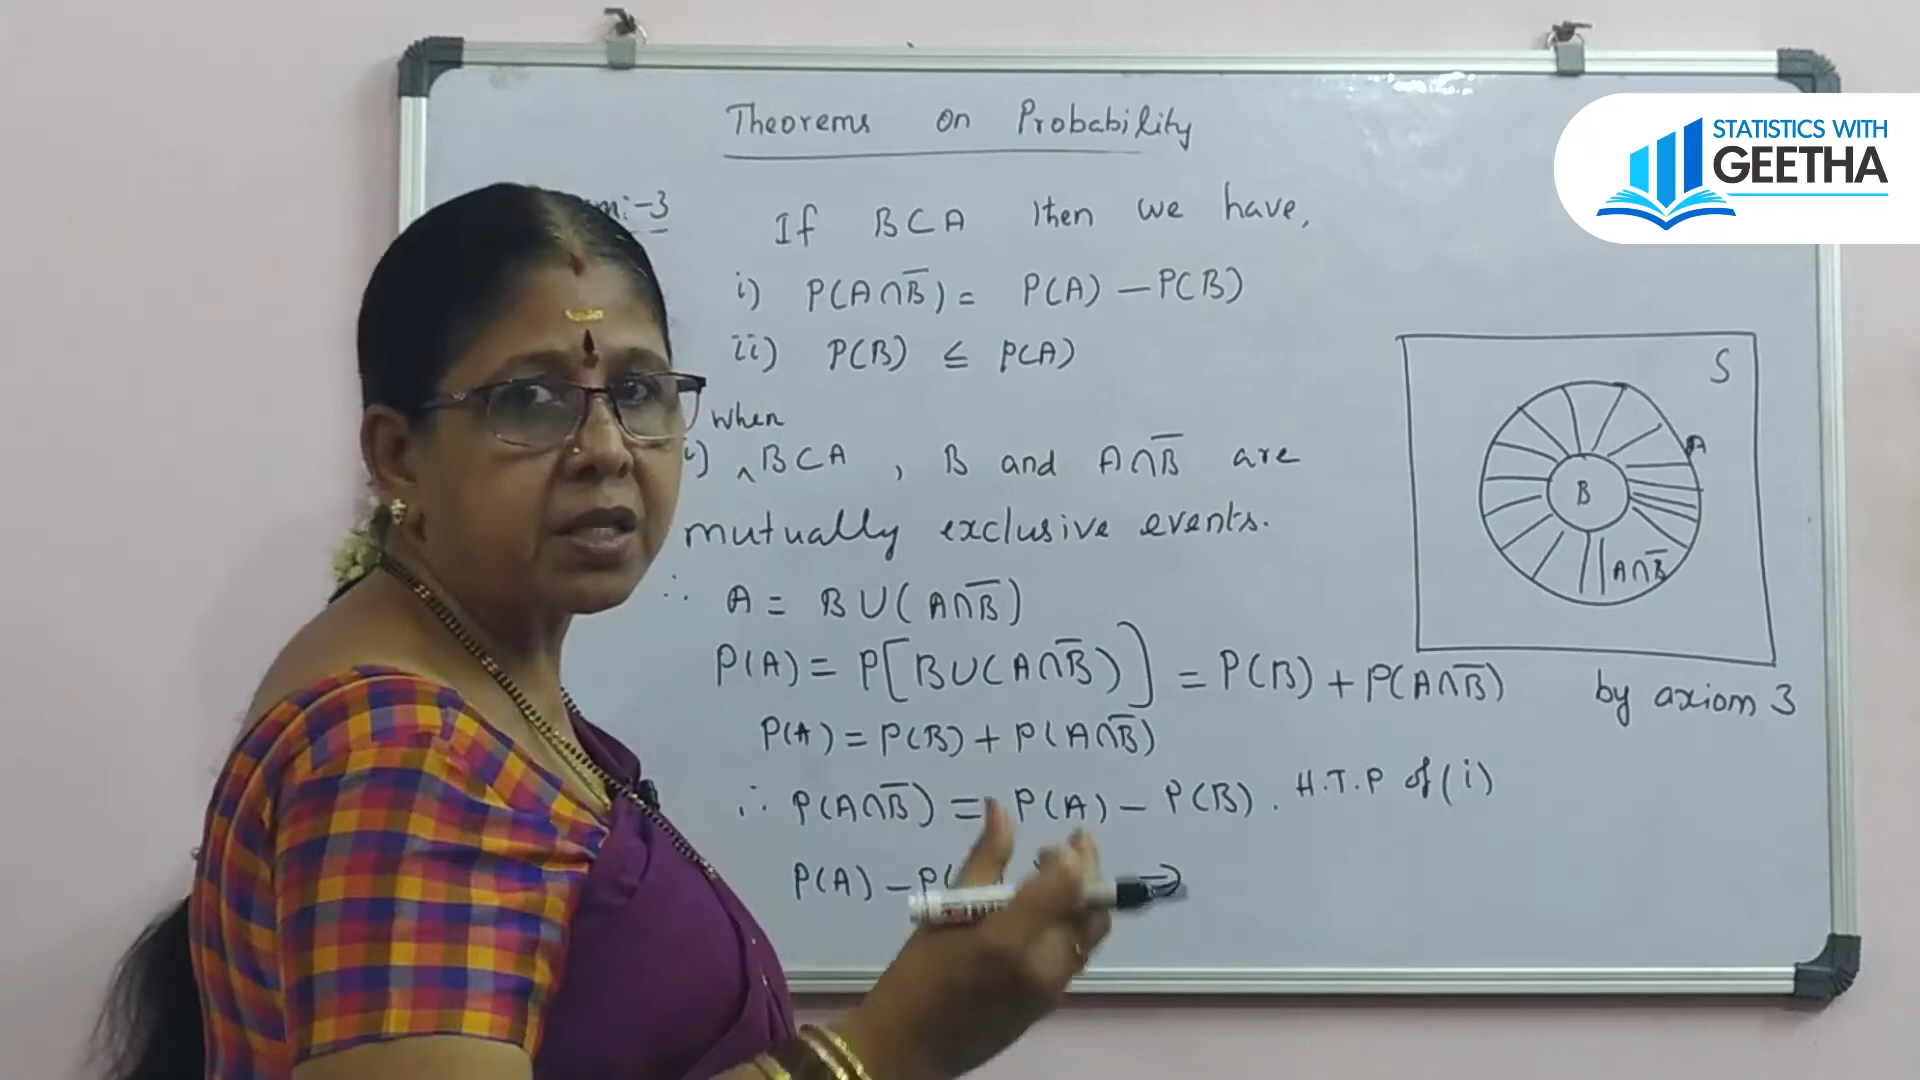 Theorems on Probability
STATISTICS WITH
GEETHA
m:-3 If B⊂A then we have,
i) P(A∩B̅) = P(A) – P(B)
ii) P(B) ≤ P(A)
S
A
B
A∩B̅
when
i) ‸B⊂A , B and A∩B̅ are
mutually exclusive events.
∴ A = B∪(A∩B̅)
P(A) = P[B∪(A∩B̅)] = P(B) + P(A∩B̅) by axiom 3
P(A) = P(B) + P(A∩B̅)
∴ P(A∩B̅) = P(A) – P(B) . H.T.P of (i)
P(A) – P(